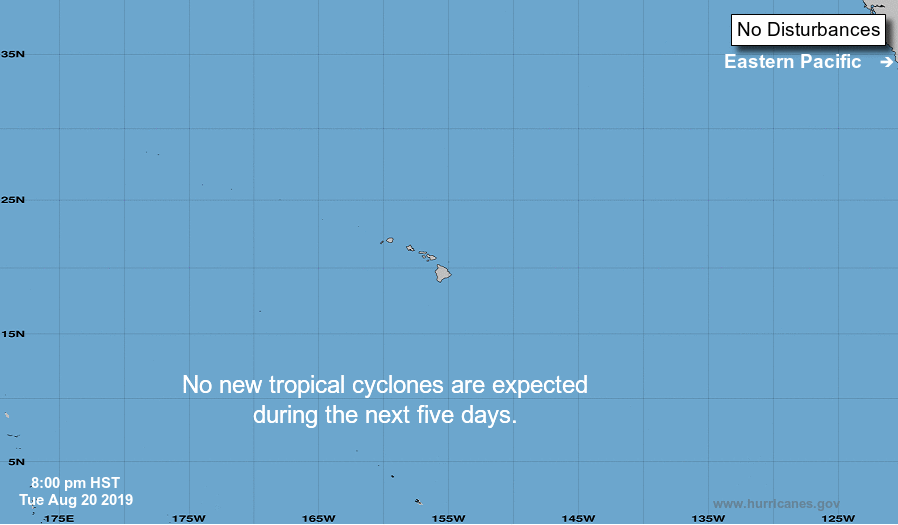 No Disturbances
35N
Eastern Pacific
25N
15N
No new tropical cyclones are expected
during the next five days.
5N
8:00 pm HST
Tue Aug 20 2019
www.hurricanes.gov
175E 175W 165W 155W 145W 135W 125W